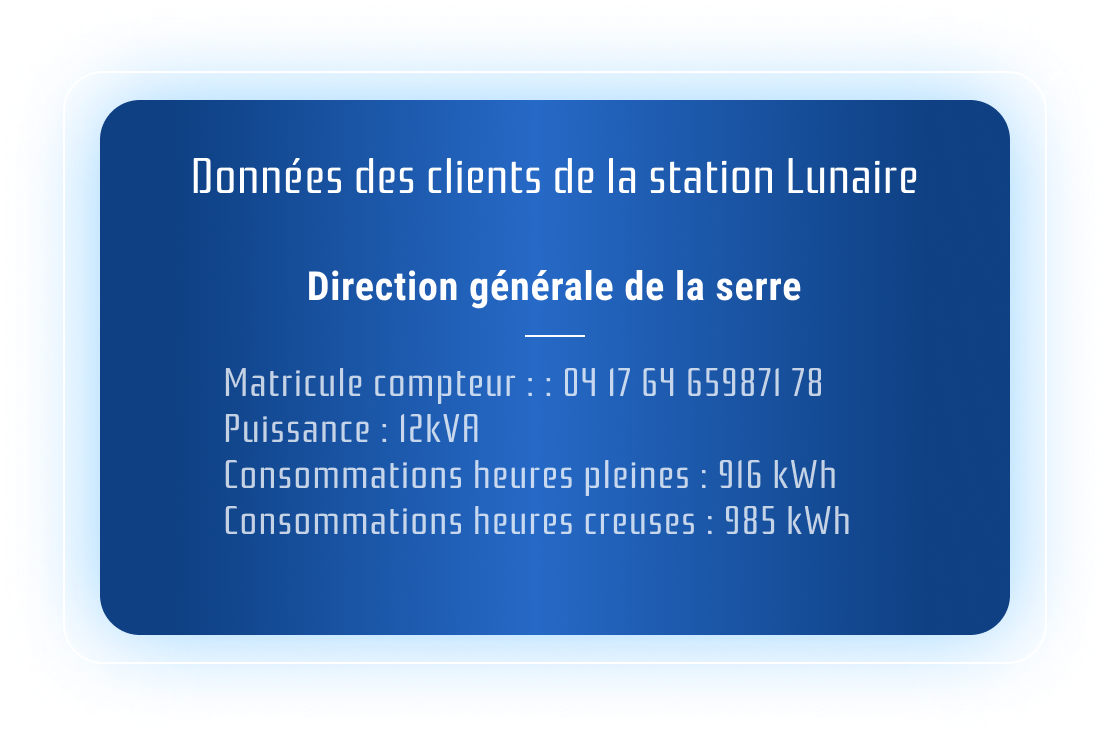 Données des clients de la station Lunaire
Direction générale de la serre
Matricule compteur : : 04 17 64 659871 78
Puissance : 12kVA
Consommations heures pleines : 916 kWh
Consommations heures creuses : 985 kWh